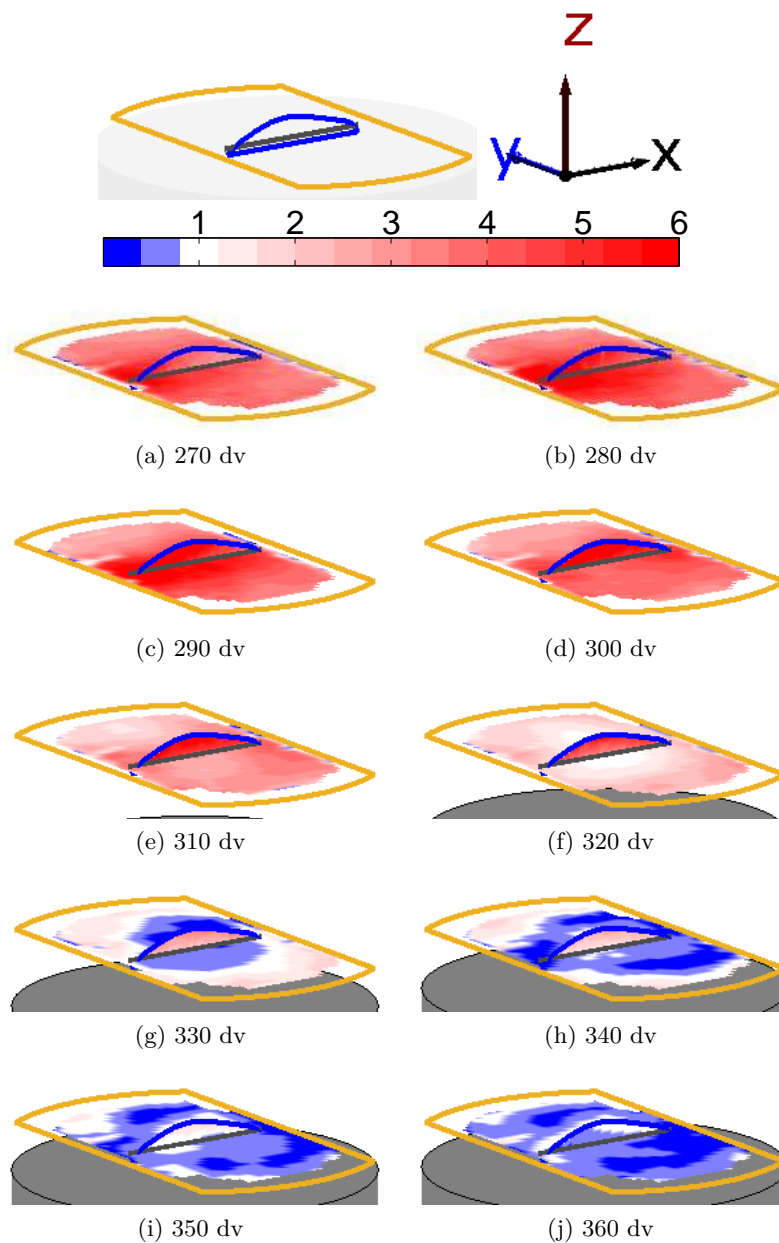 Z
y
x
1 2 3 4 5 6
(a) 270 dv
(b) 280 dv
(c) 290 dv
(d) 300 dv
(e) 310 dv
(f) 320 dv
(g) 330 dv
(h) 340 dv
(i) 350 dv
(j) 360 dv